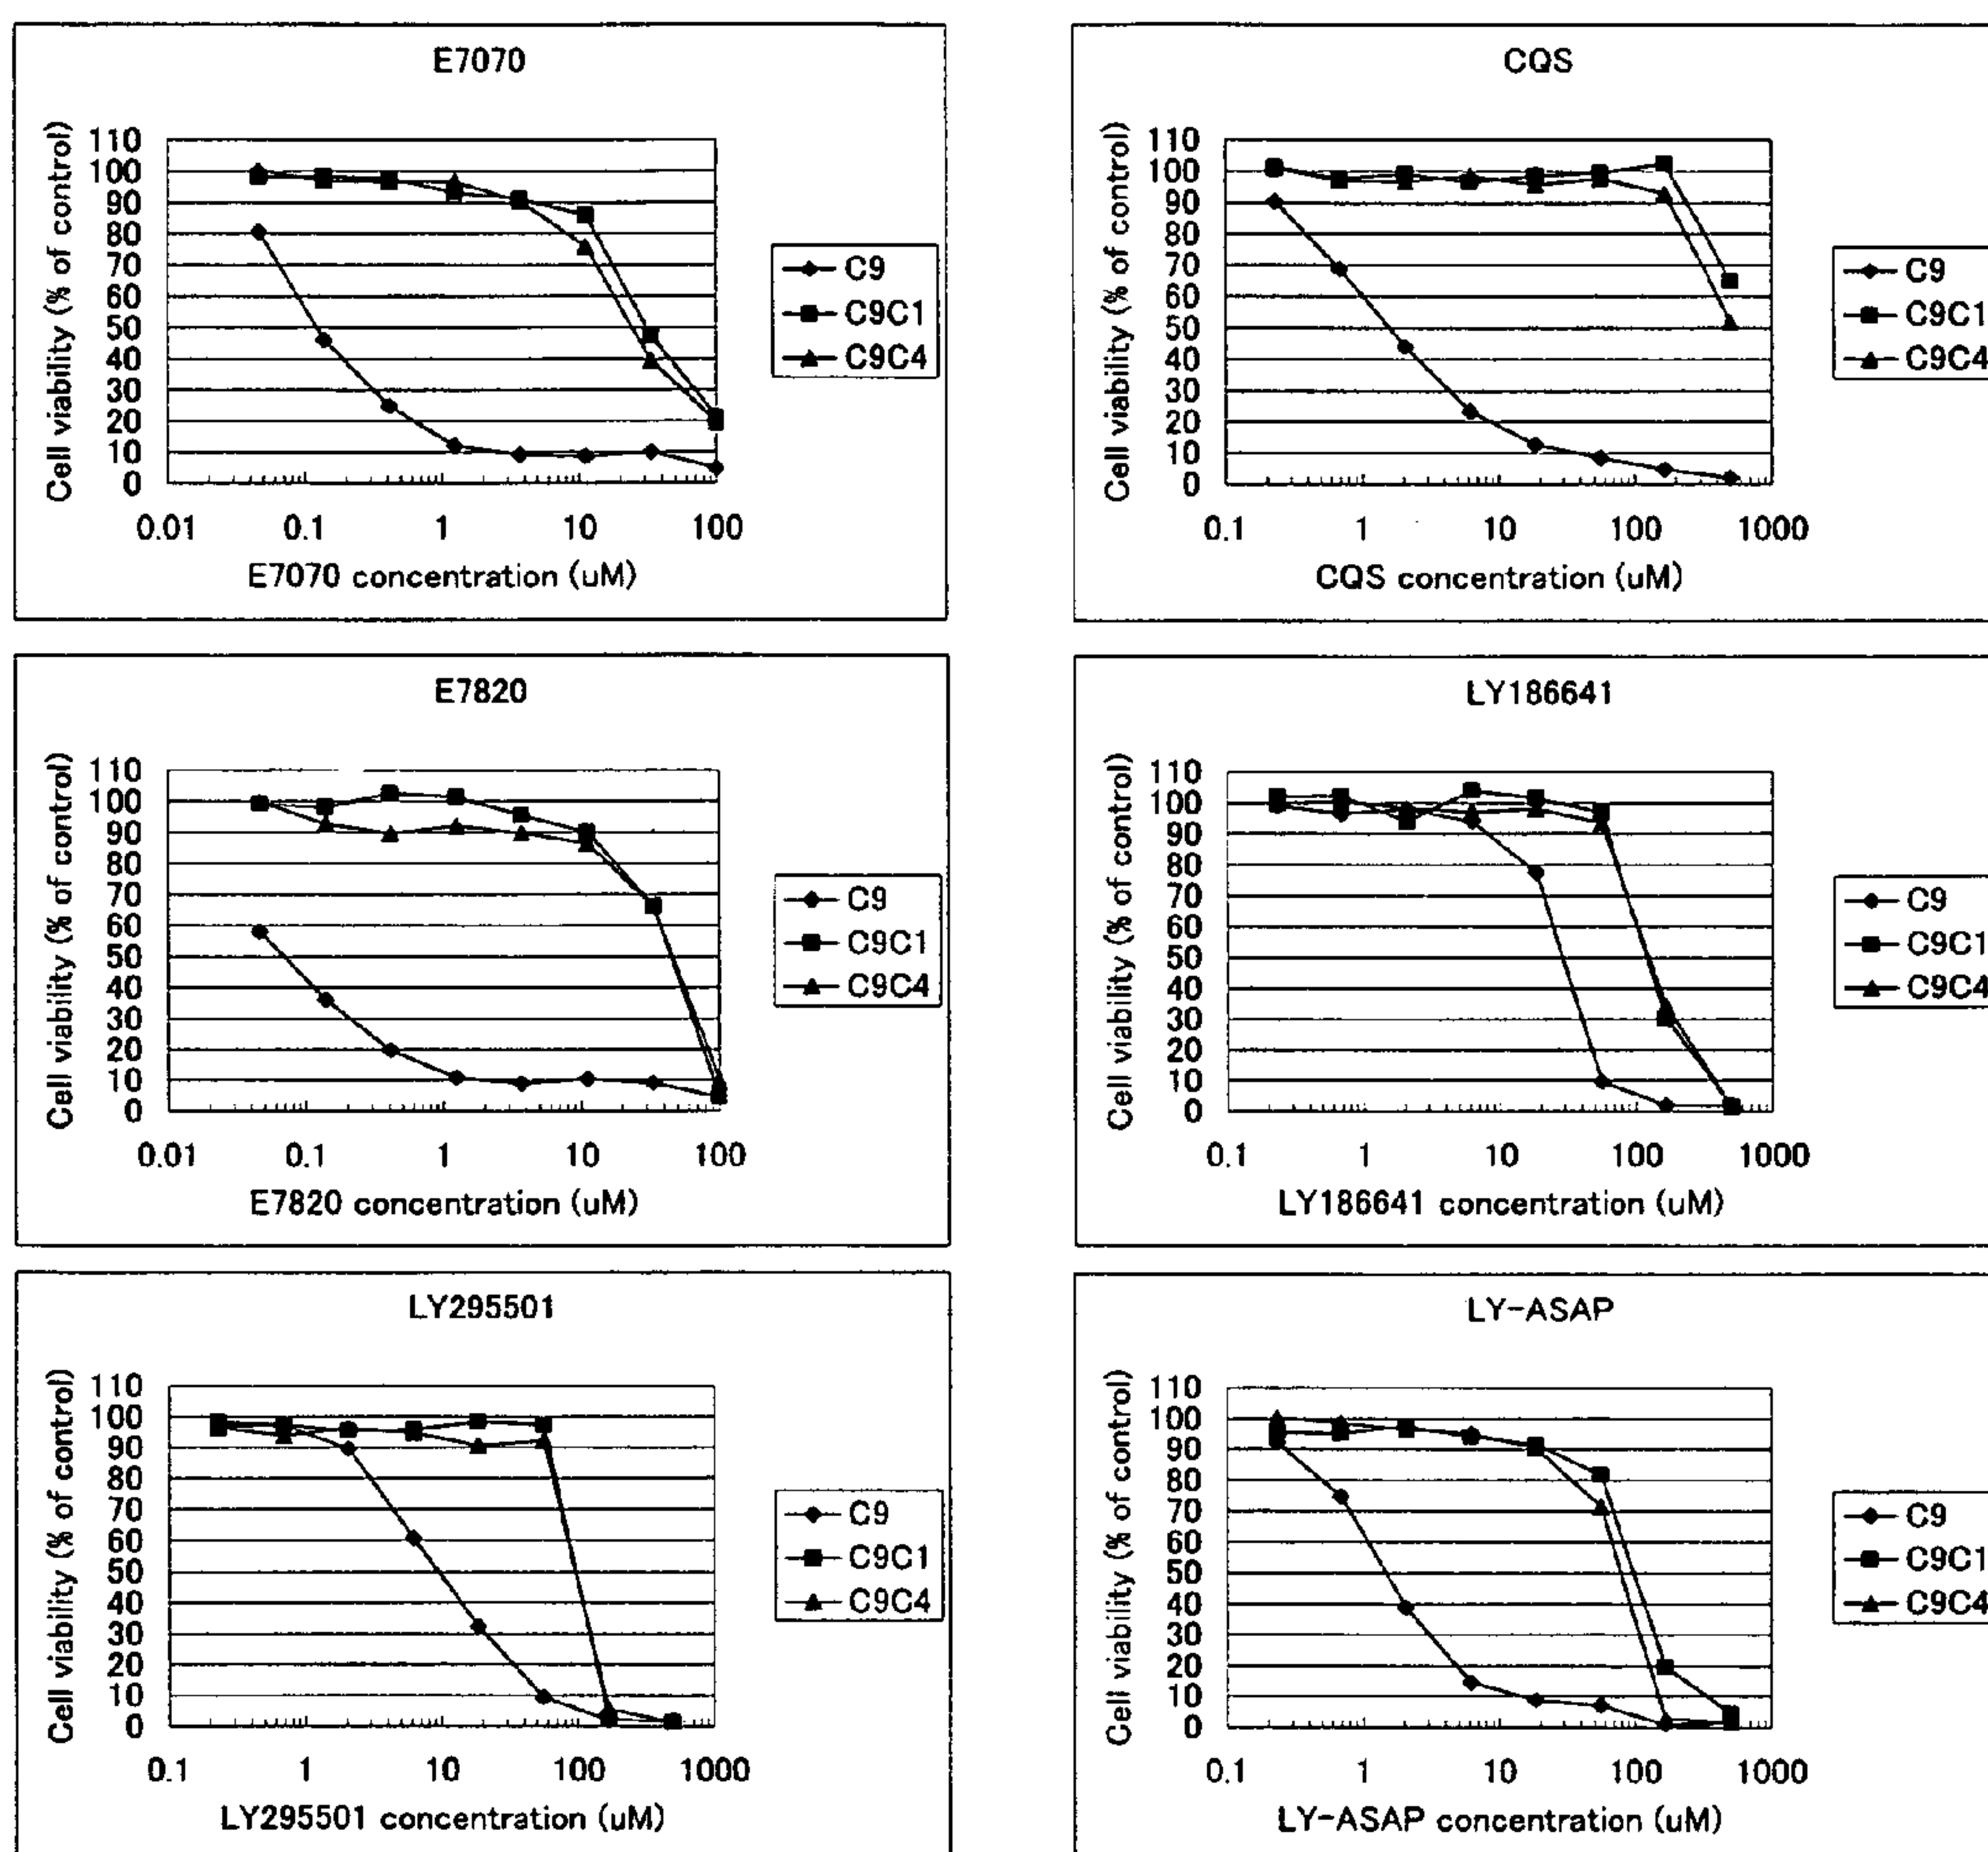 E7070
Cell viability (% of control)
110
100
90
80
70
60
50
40
30
20
10
0
0.01 0.1 1 10 100
E7070 concentration (uM)
C9
C9C1
C9C4
CQS
Cell viability (% of control)
110
100
90
80
70
60
50
40
30
20
10
0
0.1 1 10 100 1000
CQS concentration (uM)
C9
C9C1
C9C4
E7820
Cell viability (% of control)
110
100
90
80
70
60
50
40
30
20
10
0
0.01 0.1 1 10 100
E7820 concentration (uM)
C9
C9C1
C9C4
LY186641
Cell viability (% of control)
110
100
90
80
70
60
50
40
30
20
10
0
0.1 1 10 100 1000
LY186641 concentration (uM)
C9
C9C1
C9C4
LY295501
Cell viability (% of control)
110
100
90
80
70
60
50
40
30
20
10
0
0.1 1 10 100 1000
LY295501 concentration (uM)
C9
C9C1
C9C4
LY-ASAP
Cell viability (% of control)
110
100
90
80
70
60
50
40
30
20
10
0
0.1 1 10 100 1000
LY-ASAP concentration (uM)
C9
C9C1
C9C4